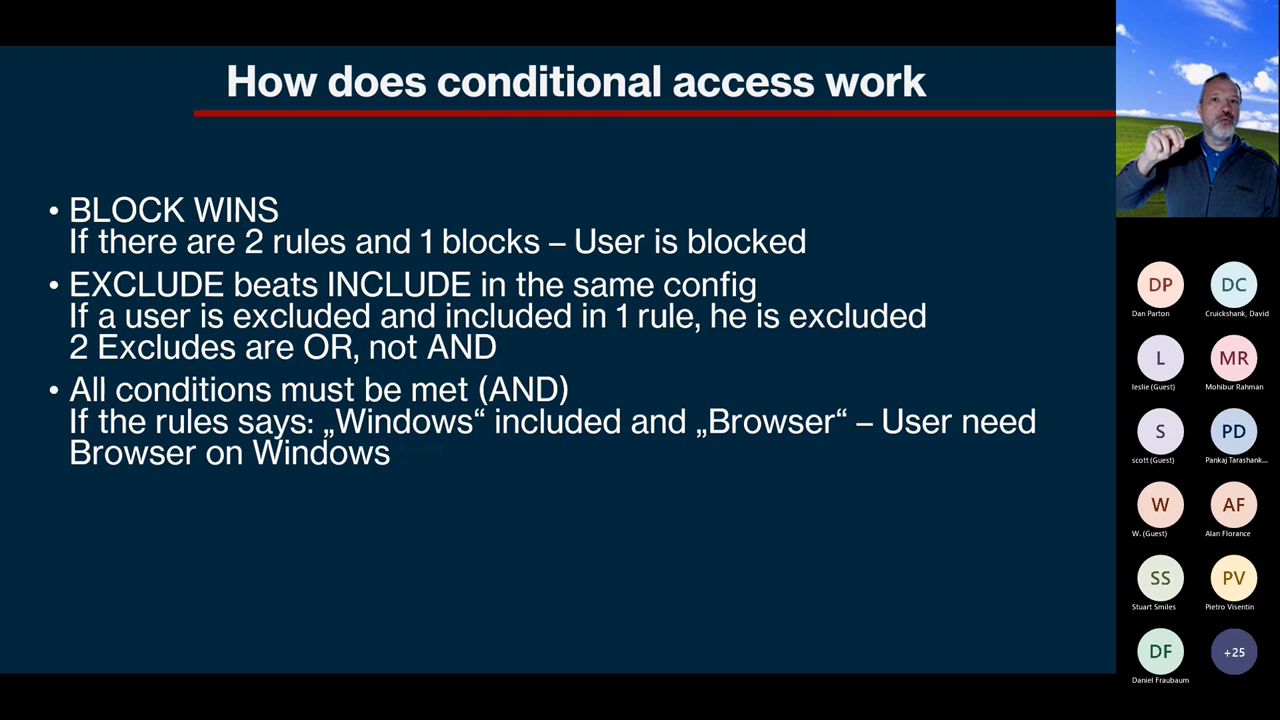 How does conditional access work
• BLOCK WINS
If there are 2 rules and 1 blocks – User is blocked
• EXCLUDE beats INCLUDE in the same config
If a user is excluded and included in 1 rule, he is excluded
2 Excludes are OR, not AND
• All conditions must be met (AND)
If the rules says: „Windows“ included and „Browser“ – User need
Browser on Windows
DP
DC
Dan Parton
Cruickshank, David
L
MR
leslie (Guest)
Mohibur Rahman
S
PD
scott (Guest)
Pankaj Tarashank...
W
AF
W. (Guest)
Alan Florance
SS
PV
Stuart Smiles
Pietro Visentin
DF
+25
Daniel Fraubaum